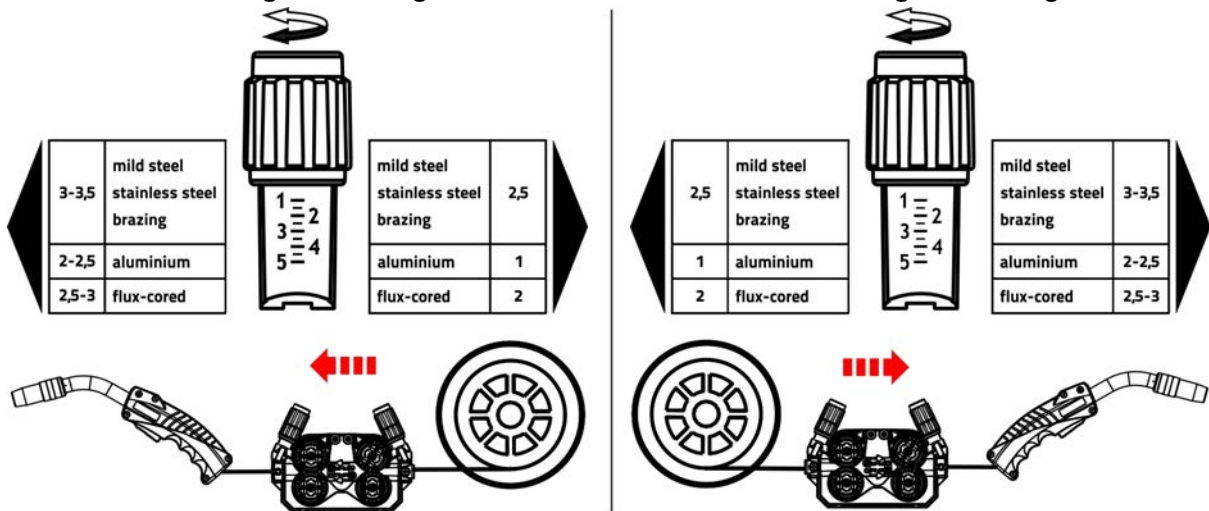 mild steel
3-3,5 stainless steel
brazing
2-2,5 aluminium
2,5-3 flux-cored
1
2
3
4
5
mild steel
stainless steel 2,5
brazing
aluminium 1
flux-cored 2
mild steel
2,5 stainless steel
brazing
1 aluminium
2 flux-cored
1
2
3
4
5
mild steel
stainless steel 3-3,5
brazing
aluminium 2-2,5
flux-cored 2,5-3